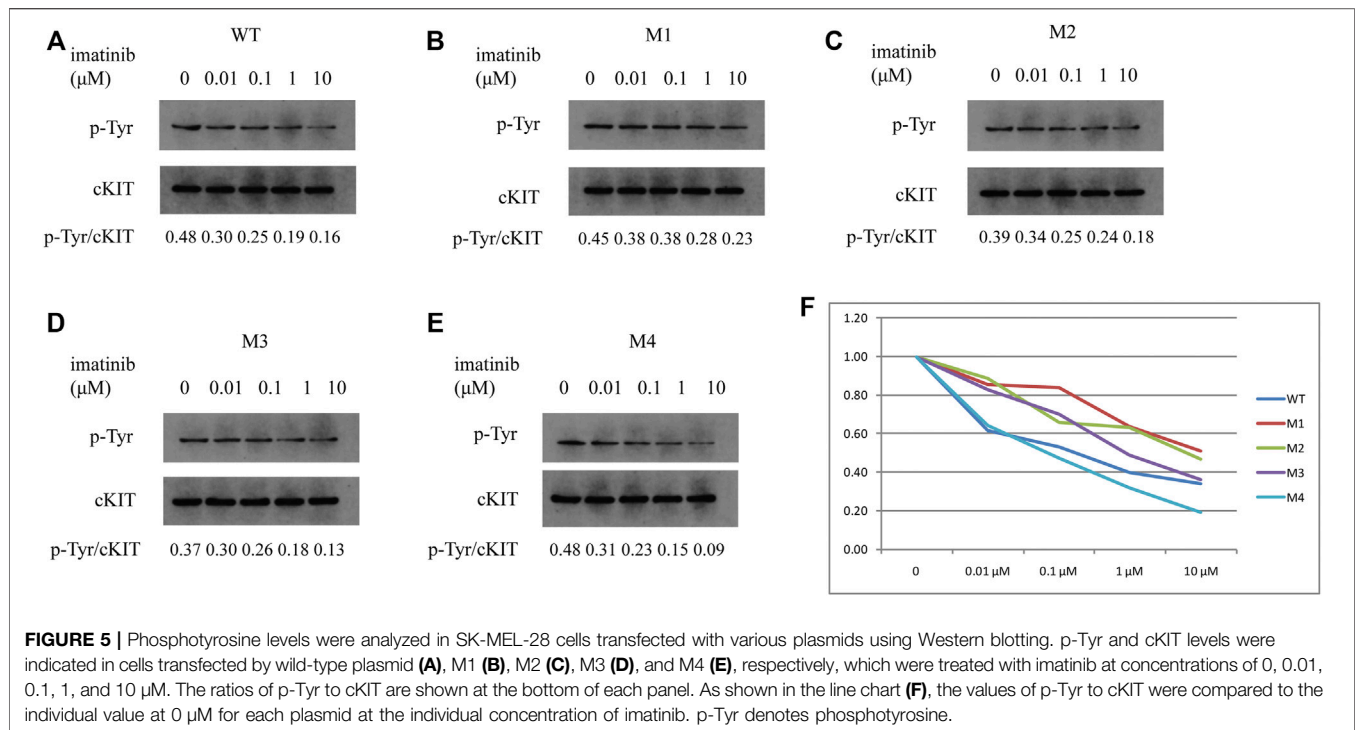 A
WT
imatinib
(μM)
0 0.01 0.1 1 10
p-Tyr
cKIT
p-Tyr/cKIT 0.48 0.30 0.25 0.19 0.16
B
M1
imatinib
(μM)
0 0.01 0.1 1 10
p-Tyr
cKIT
p-Tyr/cKIT 0.45 0.38 0.38 0.28 0.23
C
M2
imatinib
(μM)
0 0.01 0.1 1 10
p-Tyr
cKIT
p-Tyr/cKIT 0.39 0.34 0.25 0.24 0.18
D
M3
imatinib
(μM)
0 0.01 0.1 1 10
p-Tyr
cKIT
p-Tyr/cKIT 0.37 0.30 0.26 0.18 0.13
E
M4
imatinib
(μM)
0 0.01 0.1 1 10
p-Tyr
cKIT
p-Tyr/cKIT 0.48 0.31 0.23 0.15 0.09
F
1.20
1.00
0.80
0.60
0.40
0.20
0.00
0 0.01 μM 0.1 μM 1 μM 10 μM
WT
M1
M2
M3
M4
FIGURE 5 | Phosphotyrosine levels were analyzed in SK-MEL-28 cells transfected with various plasmids using Western blotting. p-Tyr and cKIT levels were
indicated in cells transfected by wild-type plasmid (A), M1 (B), M2 (C), M3 (D), and M4 (E), respectively, which were treated with imatinib at concentrations of 0, 0.01,
0.1, 1, and 10 μM. The ratios of p-Tyr to cKIT are shown at the bottom of each panel. As shown in the line chart (F), the values of p-Tyr to cKIT were compared to the
individual value at 0 μM for each plasmid at the individual concentration of imatinib. p-Tyr denotes phosphotyrosine.